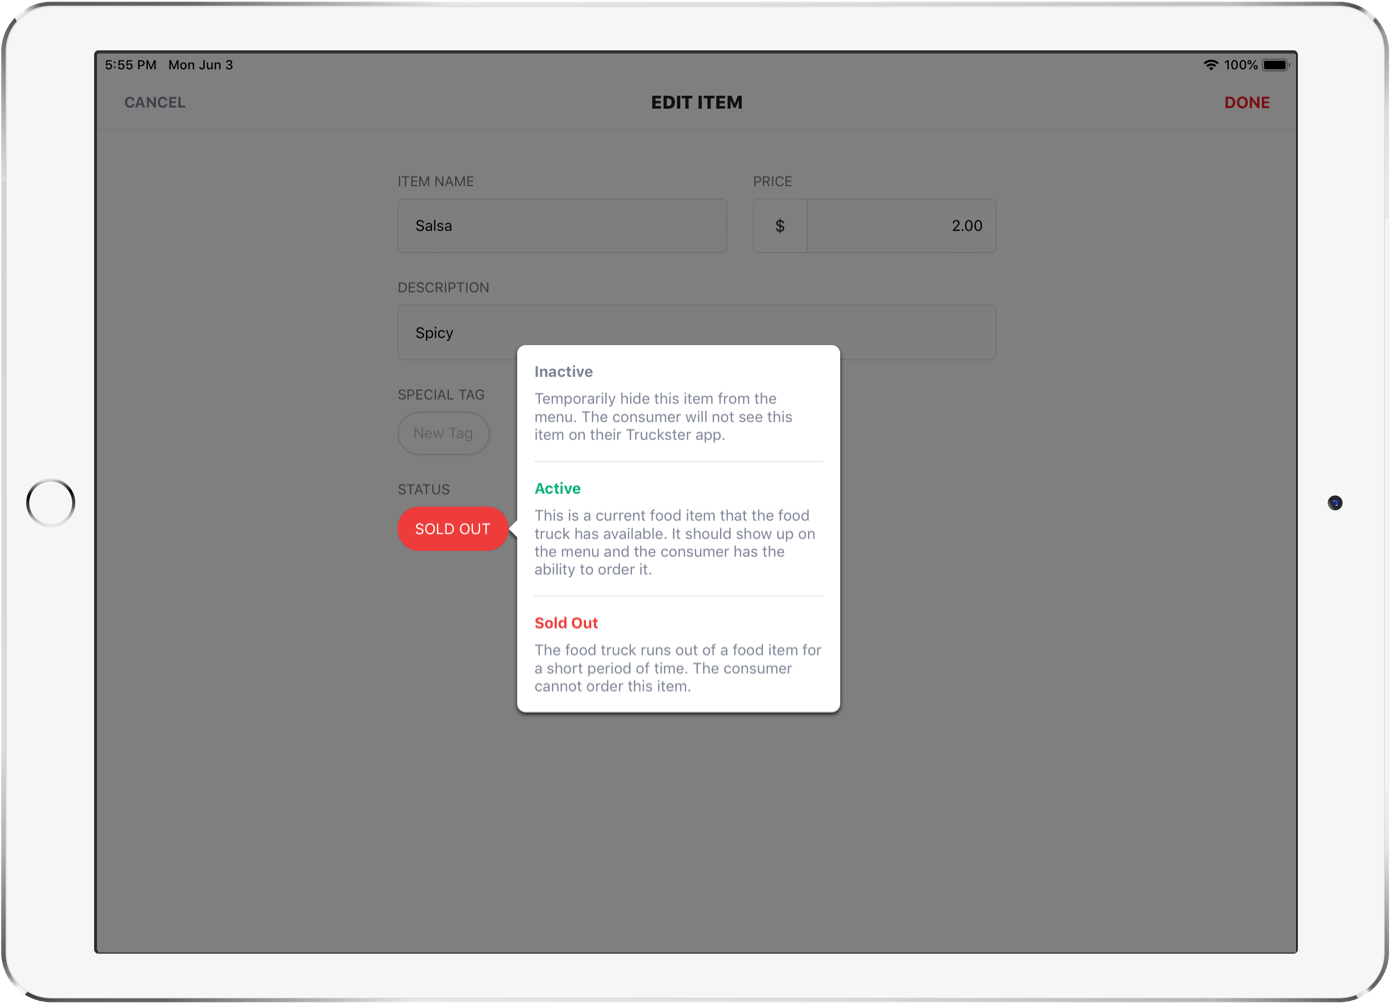 5:55 PM Mon Jun 3
100%
CANCEL
EDIT ITEM
DONE
ITEM NAME
PRICE
Salsa
$
2.00
DESCRIPTION
Spicy
SPECIAL TAG
New Tag
STATUS
SOLD OUT
Inactive
Temporarily hide this item from the
menu. The consumer will not see this
item on their Truckster app.
Active
This is a current food item that the food
truck has available. It should show up on
the menu and the consumer has the
ability to order it.
Sold Out
The food truck runs out of a food item for
a short period of time. The consumer
cannot order this item.